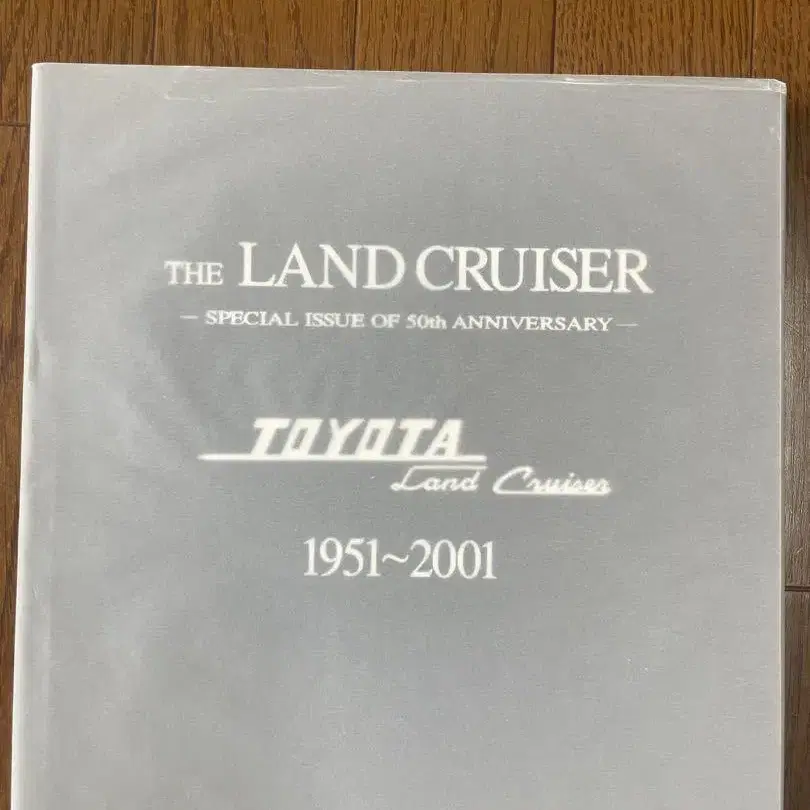 THE LAND CRUISER
— SPECIAL ISSUE OF 50th ANNIVERSARY —
TOYOTA
Land Cruiser
1951~2001